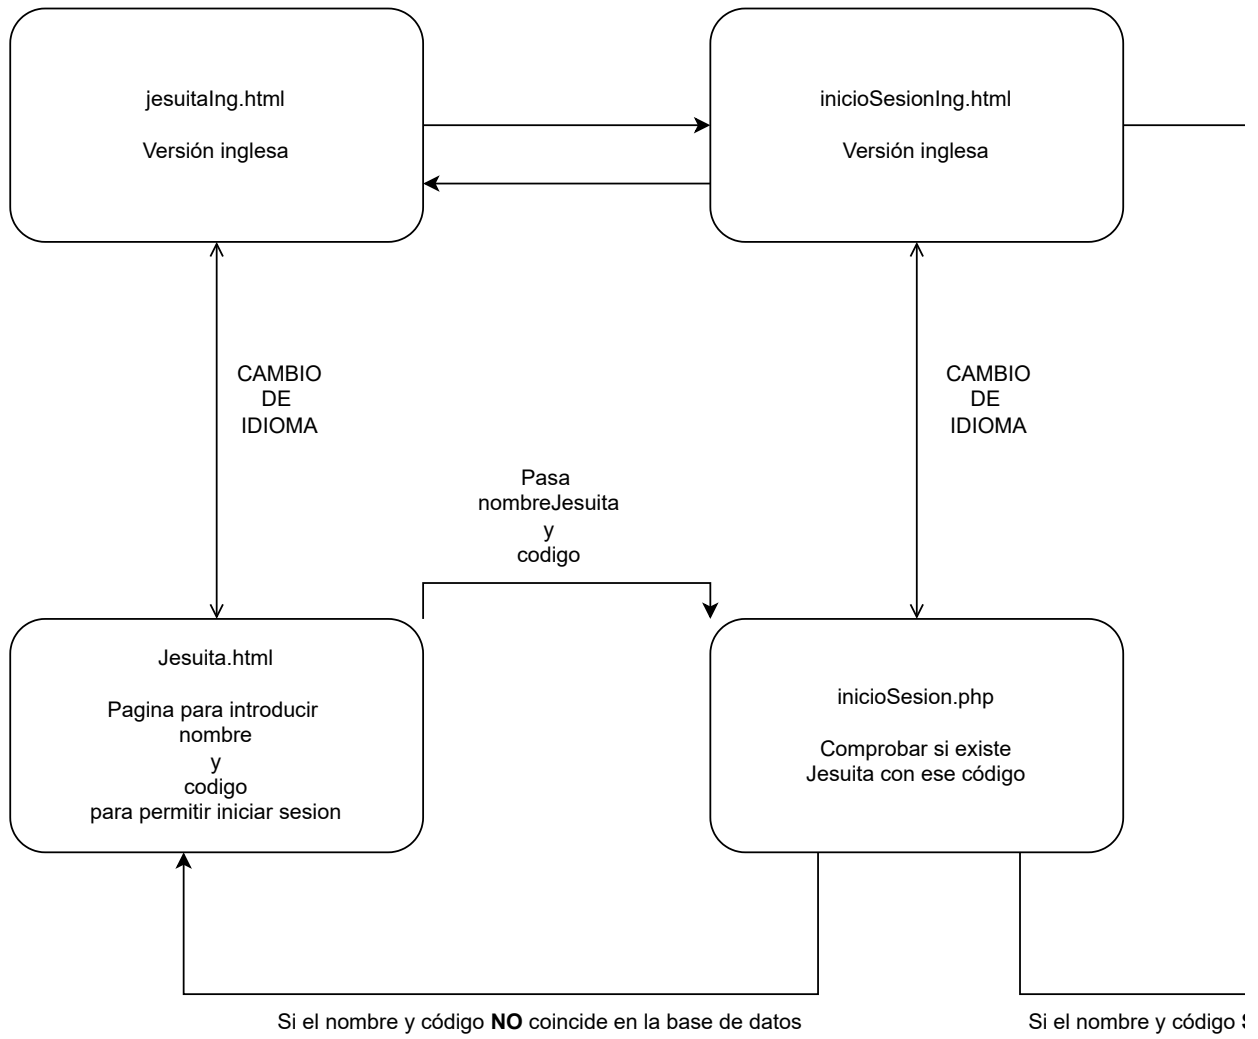 jesuitaIng.html
Versión inglesa
inicioSesionIng.html
Versión inglesa
CAMBIO
DE
IDIOMA
CAMBIO
DE
IDIOMA
Pasa
nombreJesuita
y
codigo
Jesuita.html
Pagina para introducir
nombre
y
codigo
para permitir iniciar sesion
inicioSesion.php
Comprobar si existe
Jesuita con ese código
Si el nombre y código NO coincide en la base de datos
Si el nombre y código